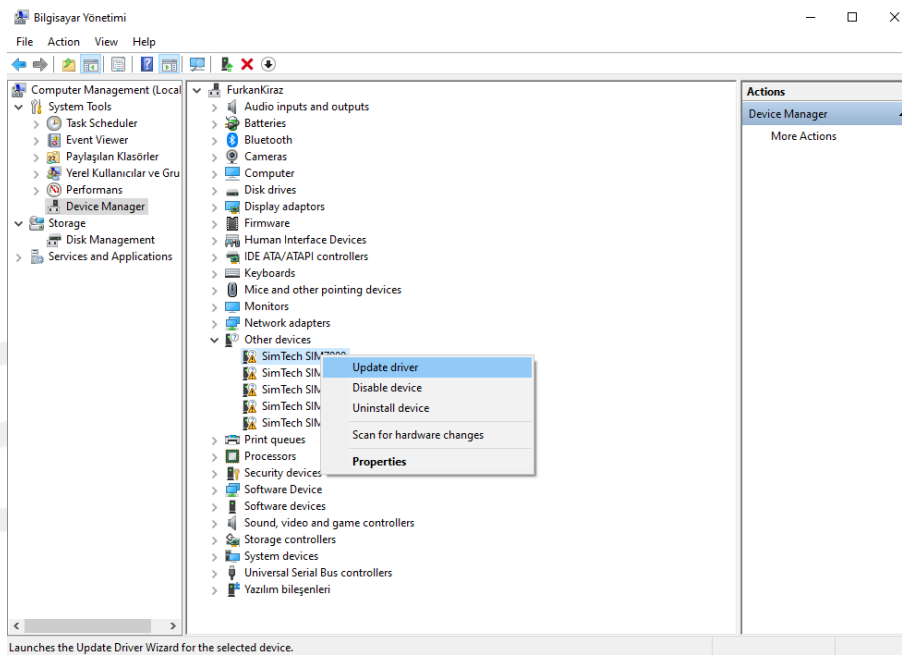 Bilgisayar Yönetimi
File Action View Help
Computer Management (Local
System Tools
Task Scheduler
Event Viewer
Paylaşılan Klasörler
Yerel Kullanıcılar ve Gru
Performans
Device Manager
Storage
Disk Management
Services and Applications
FurkanKiraz
Audio inputs and outputs
Batteries
Bluetooth
Cameras
Computer
Disk drives
Display adaptors
Firmware
Human Interface Devices
IDE ATA/ATAPI controllers
Keyboards
Mice and other pointing devices
Monitors
Network adapters
Other devices
SimTech
SimTech
SimTech
SimTech
SimTech
Print queues
Processors
Security devices
Software Device
Software devices
Sound, video and game controllers
Storage controllers
System devices
Universal Serial Bus controllers
Yazılım bileşenleri
Update driver
Disable device
Uninstall device
Scan for hardware changes
Properties
Actions
Device Manager
More Actions
Launches the Update Driver Wizard for the selected device.